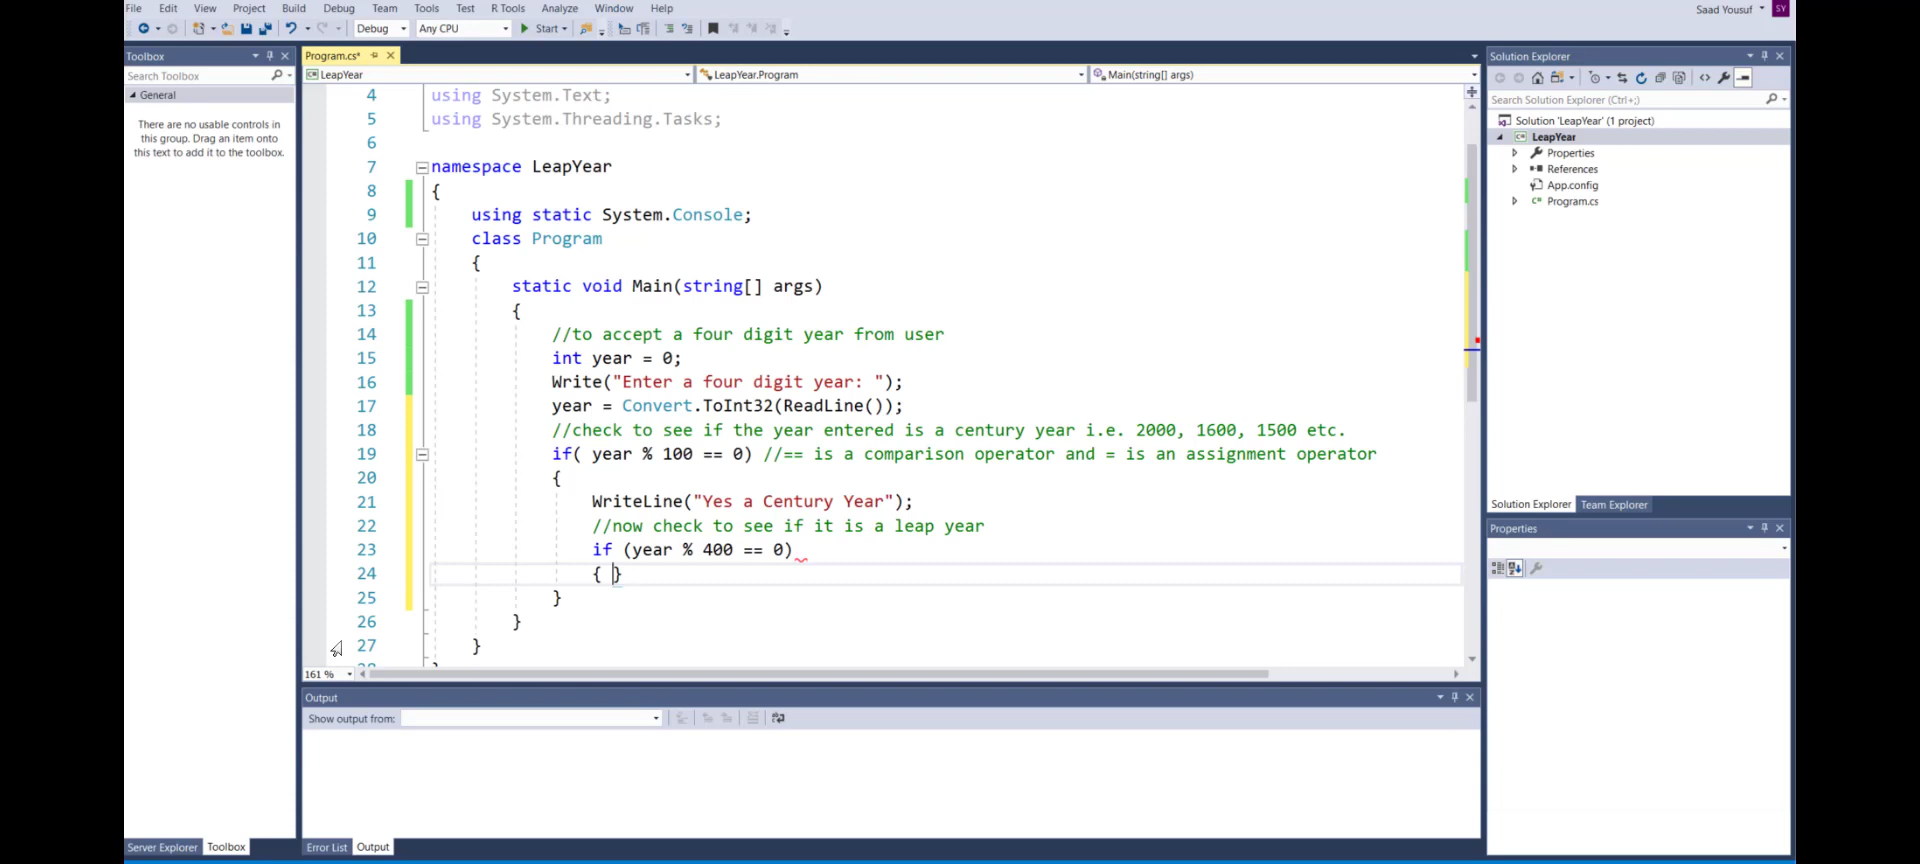 File Edit View Project Build Debug Team Tools Test R Tools Analyze Window Help Saad Yousuf SY
Debug Any CPU Start
Toolbox
Search Toolbox
General
There are no usable controls in
this group. Drag an item onto
this text to add it to the toolbox.
Program.cs*
LeapYear LeapYear.Program Main(string[] args)
4 using System.Text;
5 using System.Threading.Tasks;
6
7 namespace LeapYear
8 {
9 using static System.Console;
10 class Program
11 {
12 static void Main(string[] args)
13 {
14 //to accept a four digit year from user
15 int year = 0;
16 Write("Enter a four digit year: ");
17 year = Convert.ToInt32(ReadLine());
18 //check to see if the year entered is a century year i.e. 2000, 1600, 1500 etc.
19 if( year % 100 == 0) //== is a comparison operator and = is an assignment operator
20 {
21 WriteLine("Yes a Century Year");
22 //now check to see if it is a leap year
23 if (year % 400 == 0)
24 { }
25 }
26 }
27 }
161 %
Output
Show output from:
Server Explorer Toolbox
Error List Output
Solution Explorer
Search Solution Explorer (Ctrl+;)
Solution 'LeapYear' (1 project)
LeapYear
Properties
References
App.config
Program.cs
Solution Explorer Team Explorer
Properties